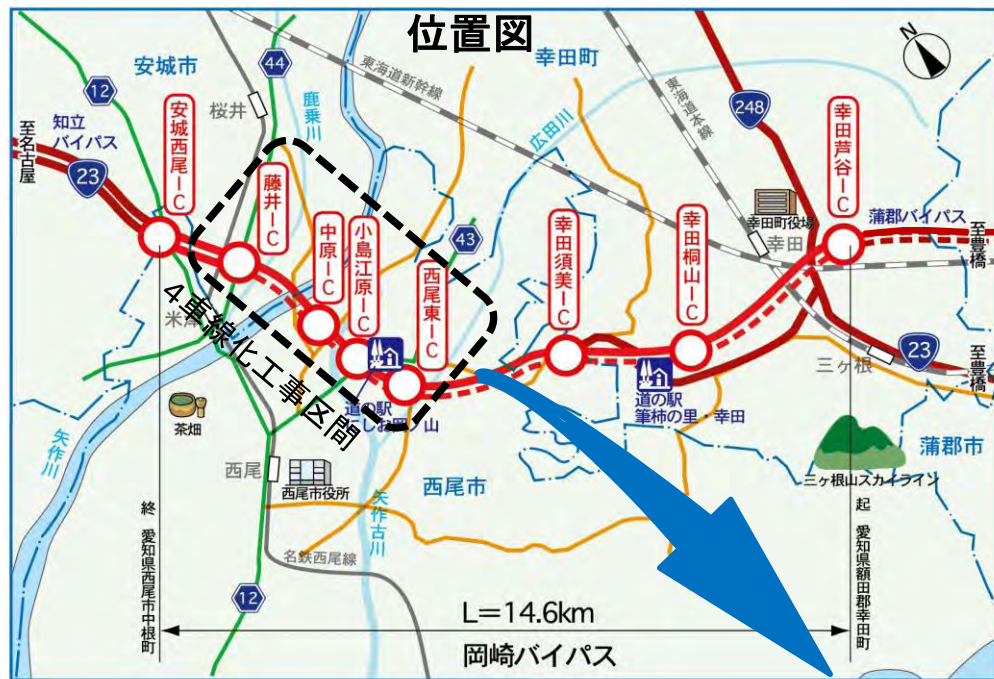 位置図
N
安城市
幸田町
44
12
桜井
鹿乗川
東海道新幹線
東海道本線
広田川
248
至名古屋
知立
バイパス
23
安城西尾IC
藤井IC
中原IC
小島江原IC
西尾東IC
43
幸田須美IC
幸田桐山IC
幸田芦谷IC
幸田町役場
幸田
蒲郡バイパス
至豊橋
米津
4車線化工事区間
道の駅
道の駅
筆柿の里・幸田
三ヶ根
23
至豊橋
茶畑
矢作川
西尾
西尾市役所
矢作古川
西尾市
三ヶ根山スカイライン
蒲郡市
終 愛知県西尾市中根町
起 愛知県額田郡幸田町
名鉄西尾線
12
L=14.6km
岡崎バイパス